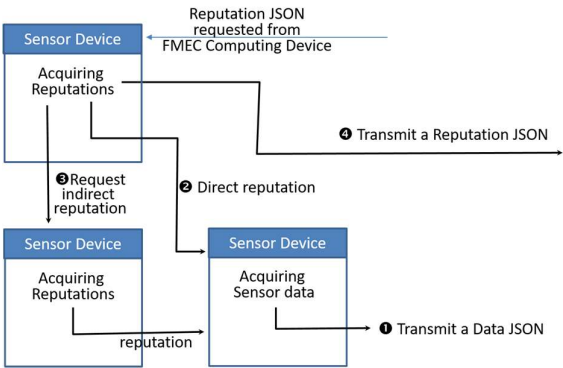 Reputation JSON
requested from
FMEC Computing Device
Sensor Device
Acquiring
Reputations
❹ Transmit a Reputation JSON
❸Request
indirect
reputation
❷ Direct reputation
Sensor Device
Sensor Device
Acquiring
Reputations
Acquiring
Sensor data
reputation
❶ Transmit a Data JSON